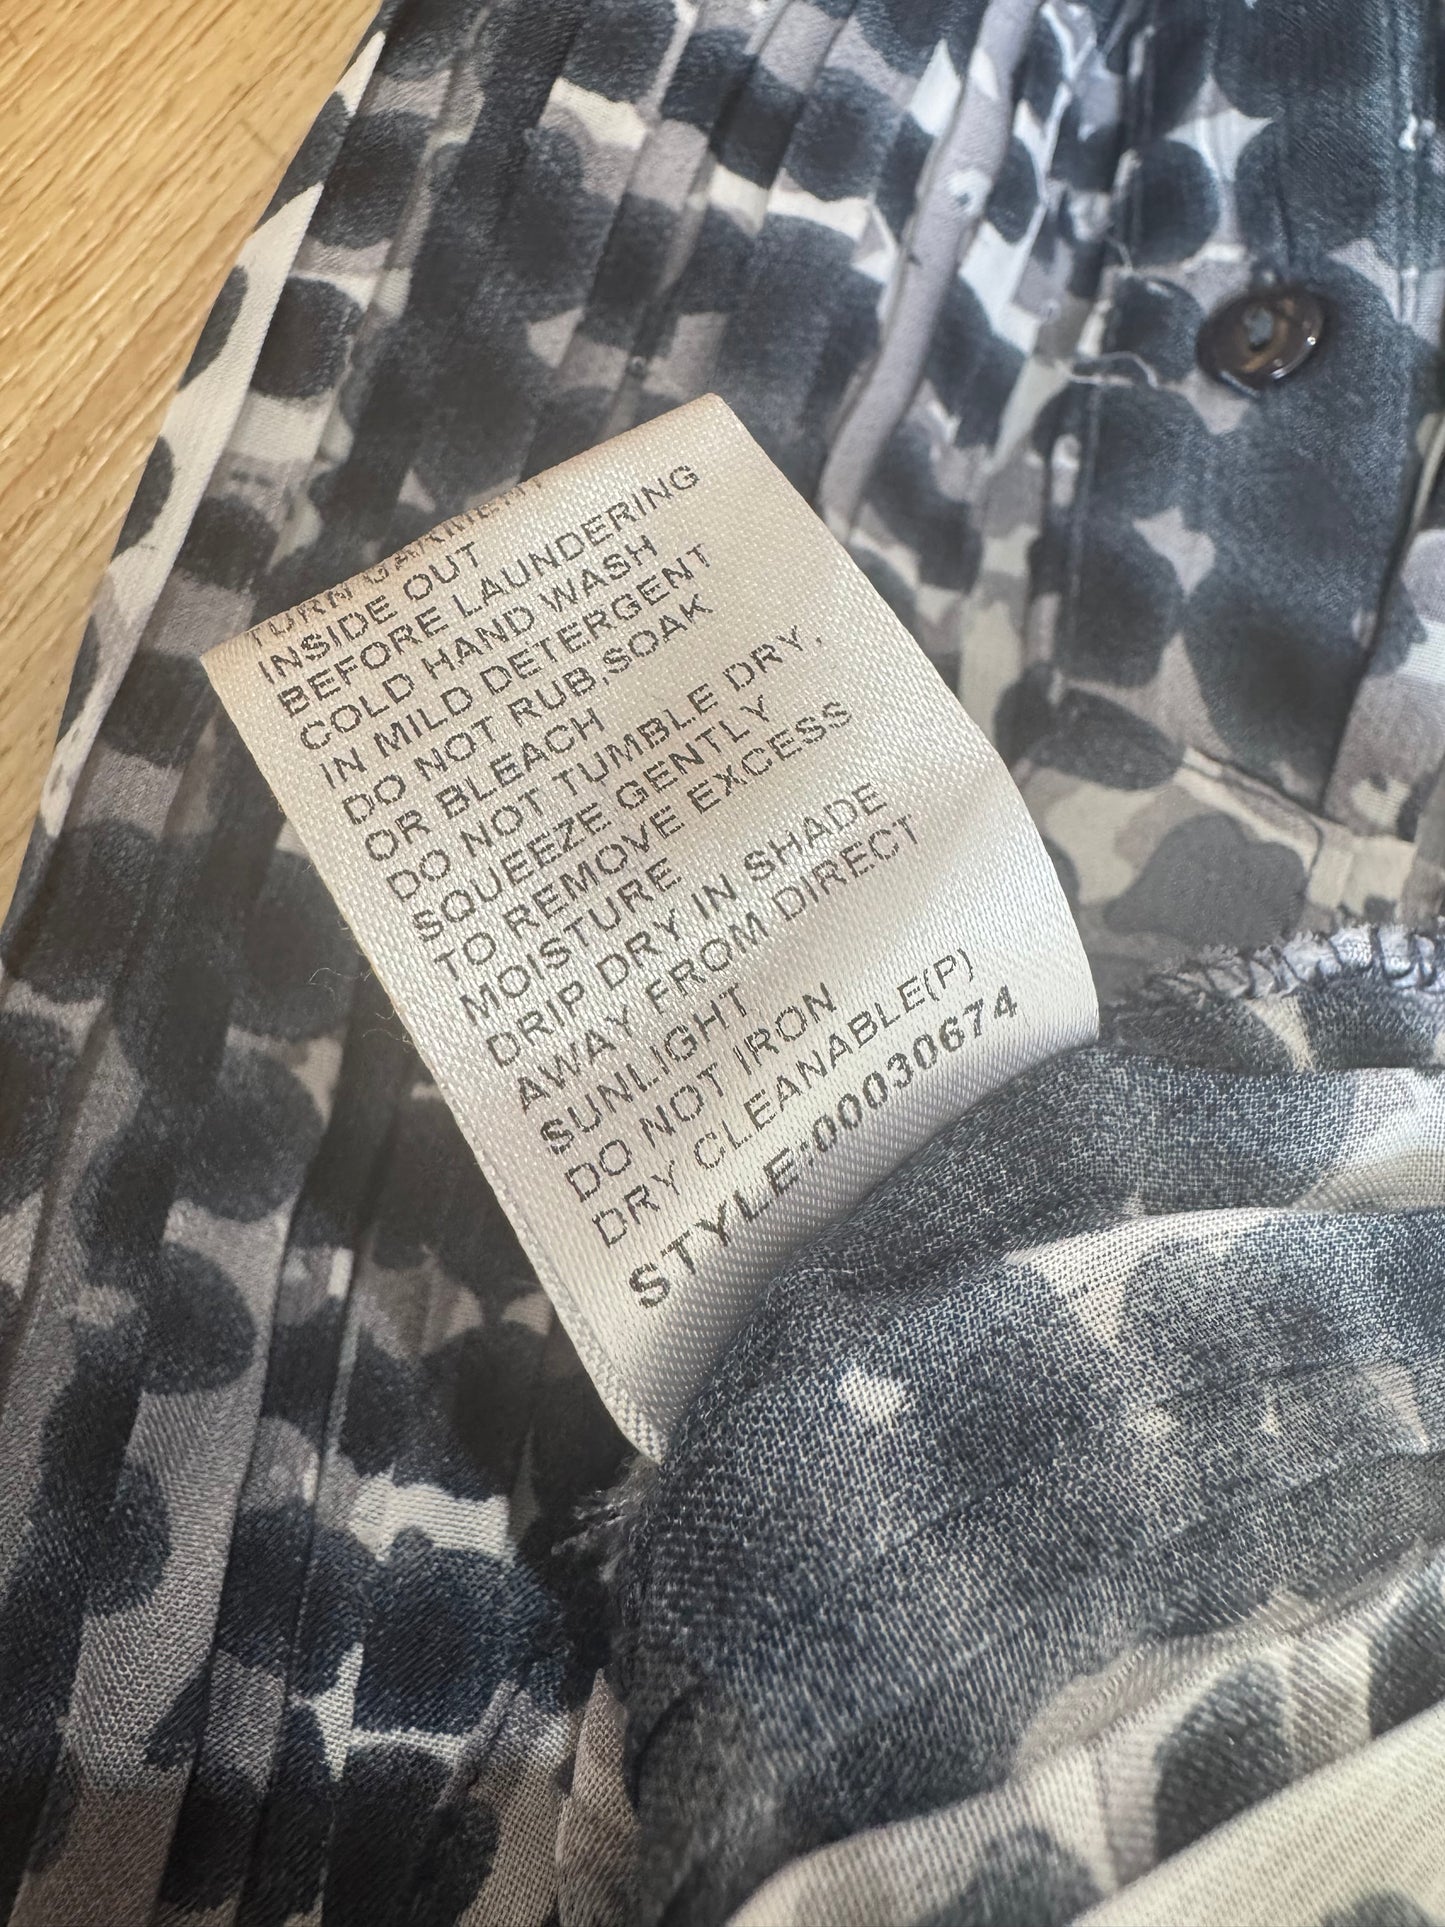 TURN GARMENT
INSIDE OUT
BEFORE LAUNDERING
COLD HAND WASH
IN MILD DETERGENT
DO NOT RUB,SOAK
OR BLEACH
DO NOT TUMBLE DRY,
SQUEEZE GENTLY
TO REMOVE EXCESS
MOISTURE
DRIP DRY IN SHADE
AWAY FROM DIRECT
SUNLIGHT
DO NOT IRON
DRY CLEANABLE(P)
STYLE:00030674